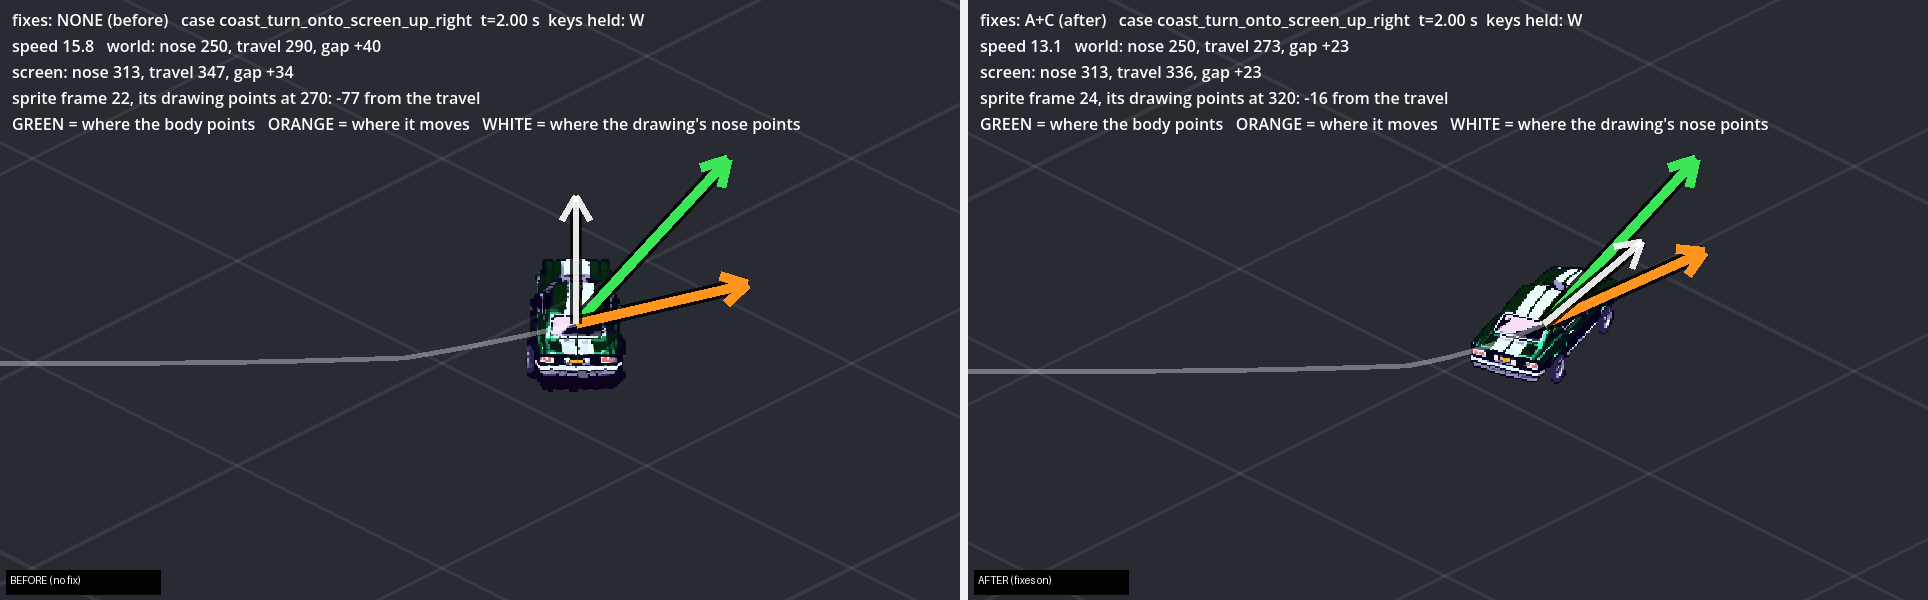 fixes: NONE (before)   case coast_turn_onto_screen_up_right  t=2.00 s  keys held: W
speed 15.8   world: nose 250, travel 290, gap +40
screen: nose 313, travel 347, gap +34
sprite frame 22, its drawing points at 270: -77 from the travel
GREEN = where the body points   ORANGE = where it moves   WHITE = where the drawing's nose points
BEFORE (no fix)
fixes: A+C (after)   case coast_turn_onto_screen_up_right  t=2.00 s  keys held: W
speed 13.1   world: nose 250, travel 273, gap +23
screen: nose 313, travel 336, gap +23
sprite frame 24, its drawing points at 320: -16 from the travel
GREEN = where the body points   ORANGE = where it moves   WHITE = where the drawing's nose points
AFTER (fixes on)